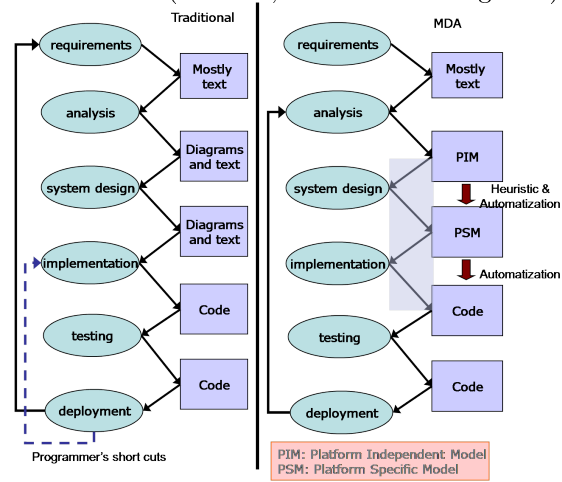 Traditional
requirements
Mostly
text
analysis
Diagrams
and text
system design
Diagrams
and text
implementation
Code
testing
Code
deployment
Programmer's short cuts
MDA
requirements
Mostly
text
analysis
PIM
Heuristic &
Automatization
system design
PSM
implementation
Automatization
Code
testing
Code
deployment
PIM: Platform Independent Model
PSM: Platform Specific Model